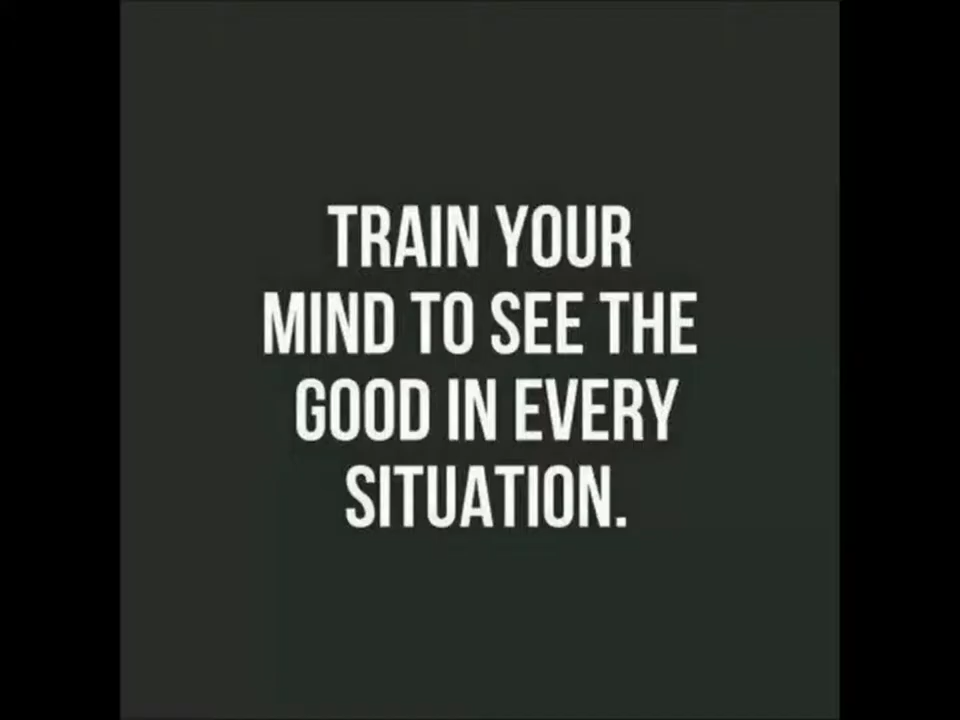 TRAIN YOUR
MIND TO SEE THE
GOOD IN EVERY
SITUATION.